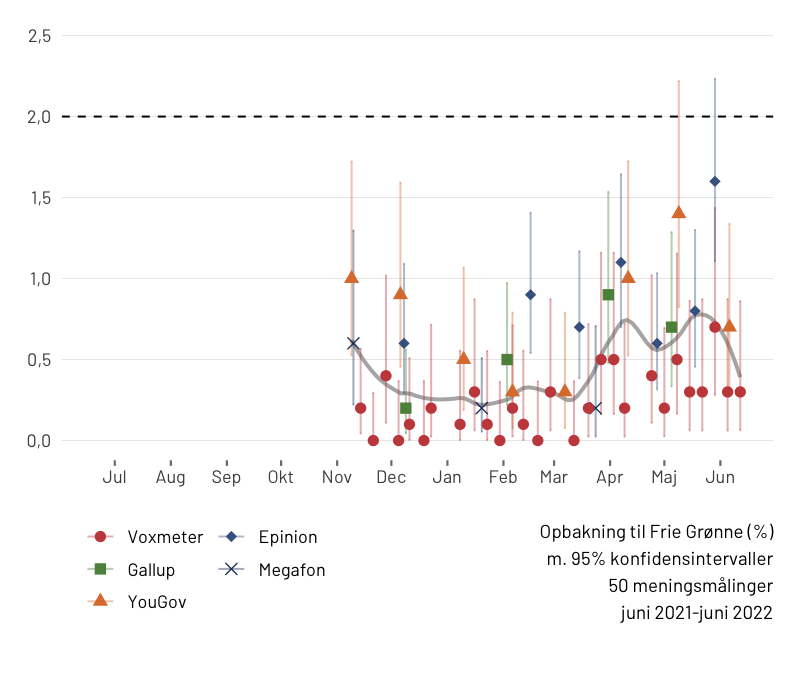 2,5
2,0
1,5
1,0
0,5
0,0
Jul Aug Sep Okt Nov Dec Jan Feb Mar Apr Maj Jun
Voxmeter Epinion
Gallup Megafon
YouGov
Opbakning til Frie Grønne (%)
m. 95% konfidensintervaller
50 meningsmålinger
juni 2021-juni 2022